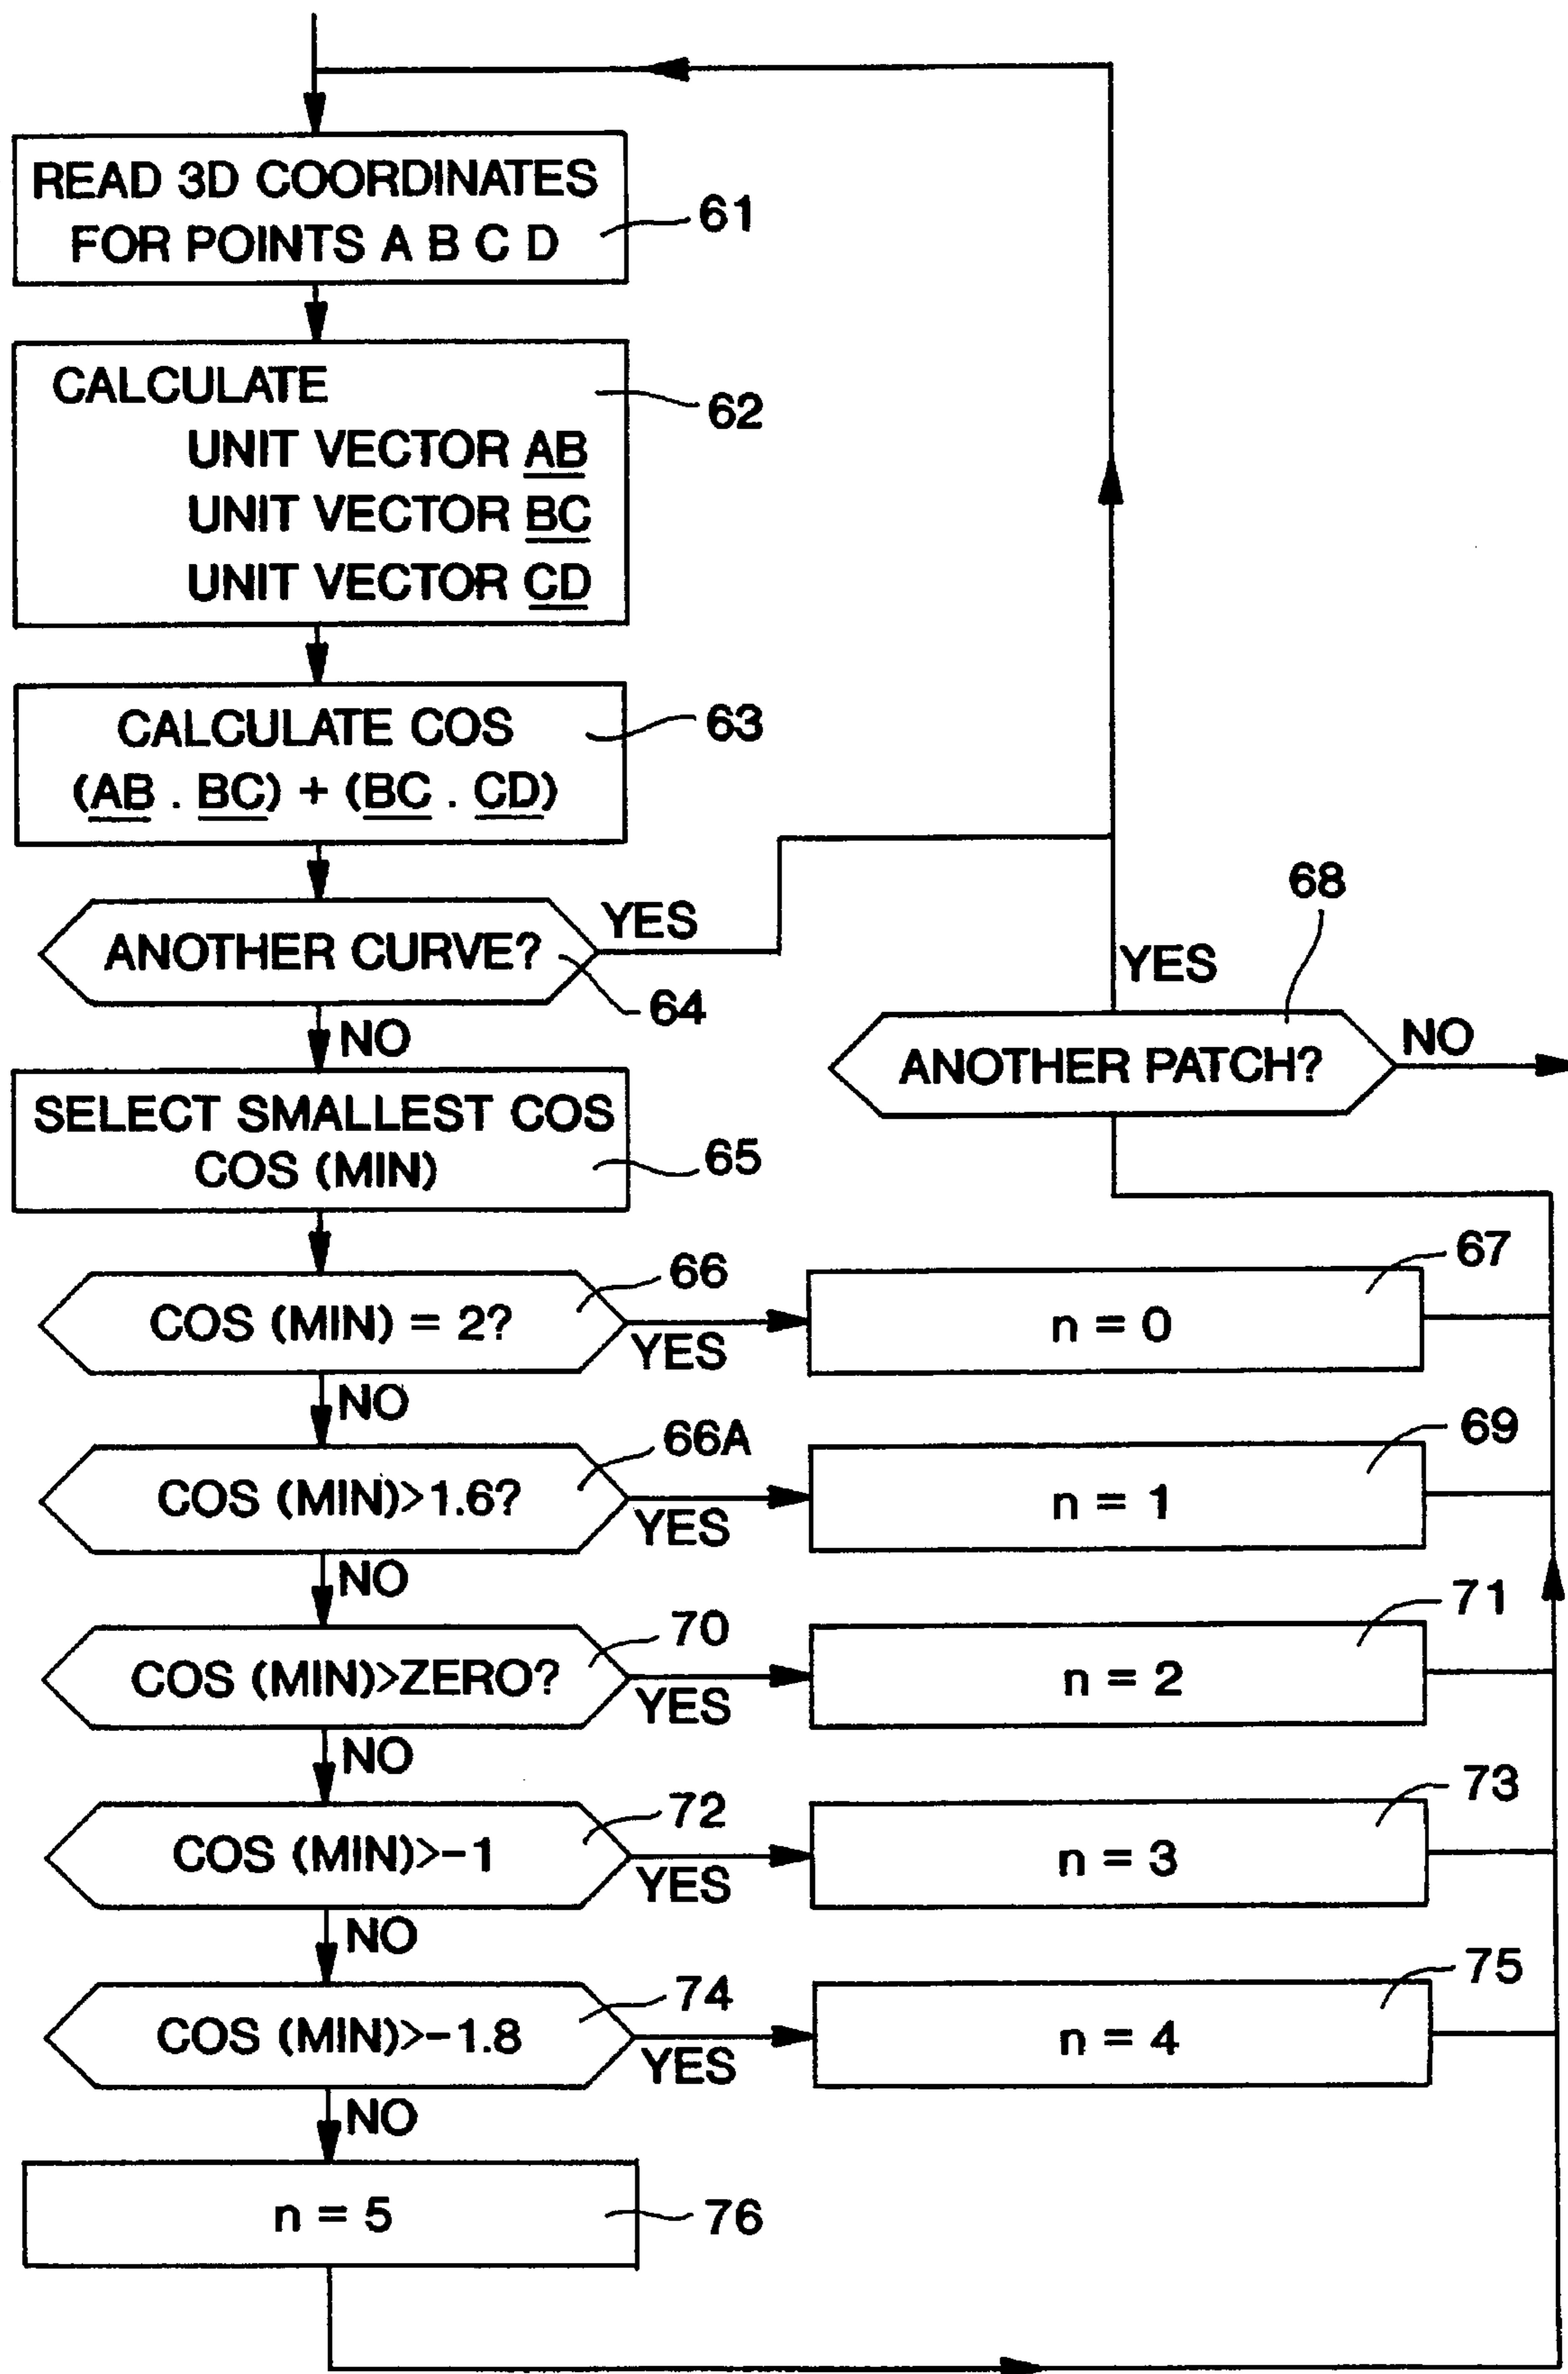 READ 3D COORDINATES
FOR POINTS A B C D
61
CALCULATE
62
UNIT VECTOR AB
UNIT VECTOR BC
UNIT VECTOR CD
CALCULATE COS
63
(AB . BC) + (BC . CD)
ANOTHER CURVE?
YES
64
NO
68
YES
ANOTHER PATCH?
NO
SELECT SMALLEST COS
COS (MIN)
65
COS (MIN) = 2?
66
YES
n = 0
67
NO
COS (MIN)>1.6?
66A
YES
n = 1
69
NO
COS (MIN)>ZERO?
70
YES
n = 2
71
NO
COS (MIN)>-1
72
YES
n = 3
73
NO
COS (MIN)>-1.8
74
YES
n = 4
75
NO
n = 5
76